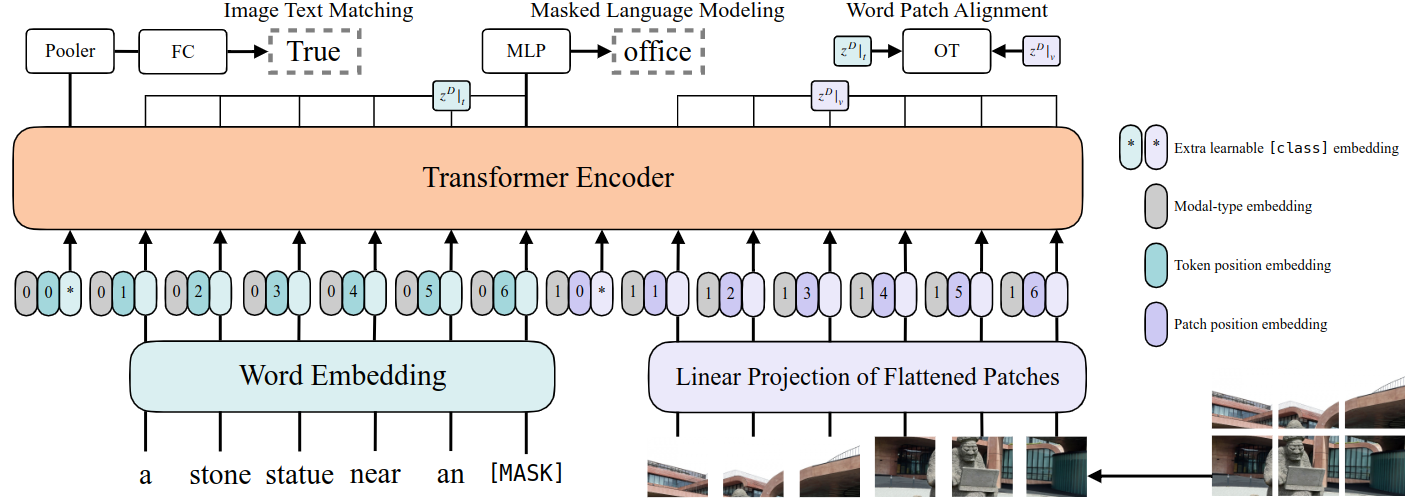 Image Text Matching
Masked Language Modeling
Word Patch Alignment
Pooler
FC
True
MLP
office
z^D|_t
OT
z^D|_v
z^D|_t
z^D|_v
Transformer Encoder
* * Extra learnable [class] embedding
Modal-type embedding
Token position embedding
Patch position embedding
0 0 * 0 1 0 2 0 3 0 4 0 5 0 6 1 0 * 1 1 1 2 1 3 1 4 1 5 1 6
Word Embedding
Linear Projection of Flattened Patches
a stone statue near an [MASK]